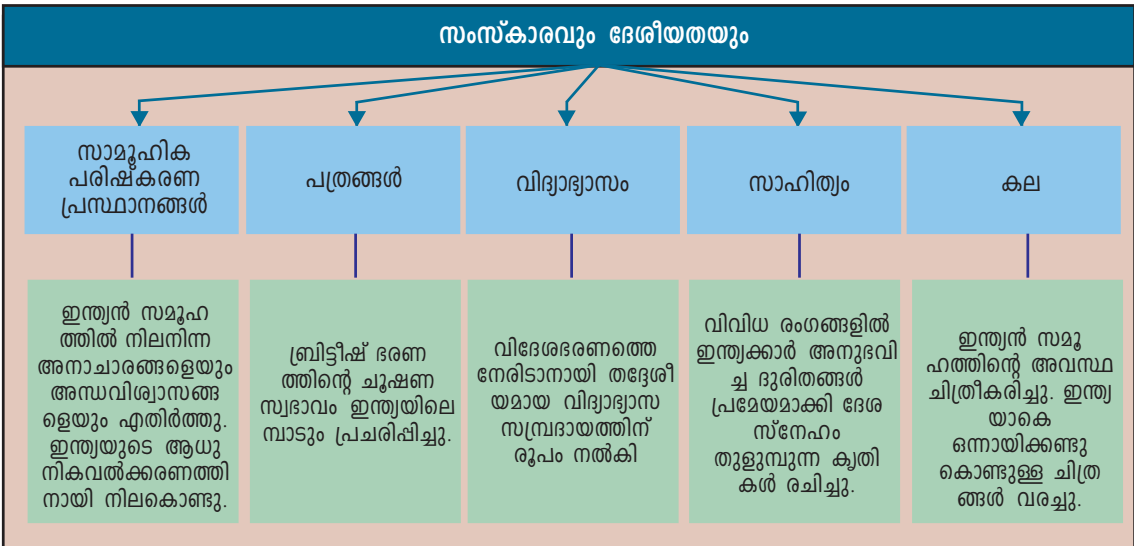 സംസ്കാരവും ദേശീയതയും
സാമൂഹിക
പരിഷ്കരണ
പ്രസ്ഥാനങ്ങൾ
പത്രങ്ങൾ
വിദ്യാഭ്യാസം
സാഹിത്യം
കല
ഇന്ത്യൻ സമൂഹ
ത്തിൽ നിലനിന്ന
അനാചാരങ്ങളെയും
അന്ധവിശ്വാസങ്ങ
ളെയും എതിർത്തു.
ഇന്ത്യയുടെ ആധു
നികവൽക്കരണത്തി
നായി നിലകൊണ്ടു.
ബ്രിട്ടീഷ് ഭരണ
ത്തിന്റെ ചൂഷണ
സ്വഭാവം ഇന്ത്യയിലെ
മ്പാടും പ്രചരിപ്പിച്ചു.
വിദേശഭരണത്തെ
നേരിടാനായി തദ്ദേശീ
യമായ വിദ്യാഭ്യാസ
സമ്പ്രദായത്തിന്
രൂപം നൽകി
വിവിധ രംഗങ്ങളിൽ
ഇന്ത്യക്കാർ അനുഭവി
ച്ച ദുരിതങ്ങൾ
പ്രമേയമാക്കി ദേശ
സ്നേഹം
തുളുമ്പുന്ന കൃതി
കൾ രചിച്ചു.
ഇന്ത്യൻ സമൂ
ഹത്തിന്റെ അവസ്ഥ
ചിത്രീകരിച്ചു. ഇന്ത്യ
യാകെ
ഒന്നായിക്കണ്ടു
കൊണ്ടുള്ള ചിത്ര
ങ്ങൾ വരച്ചു.